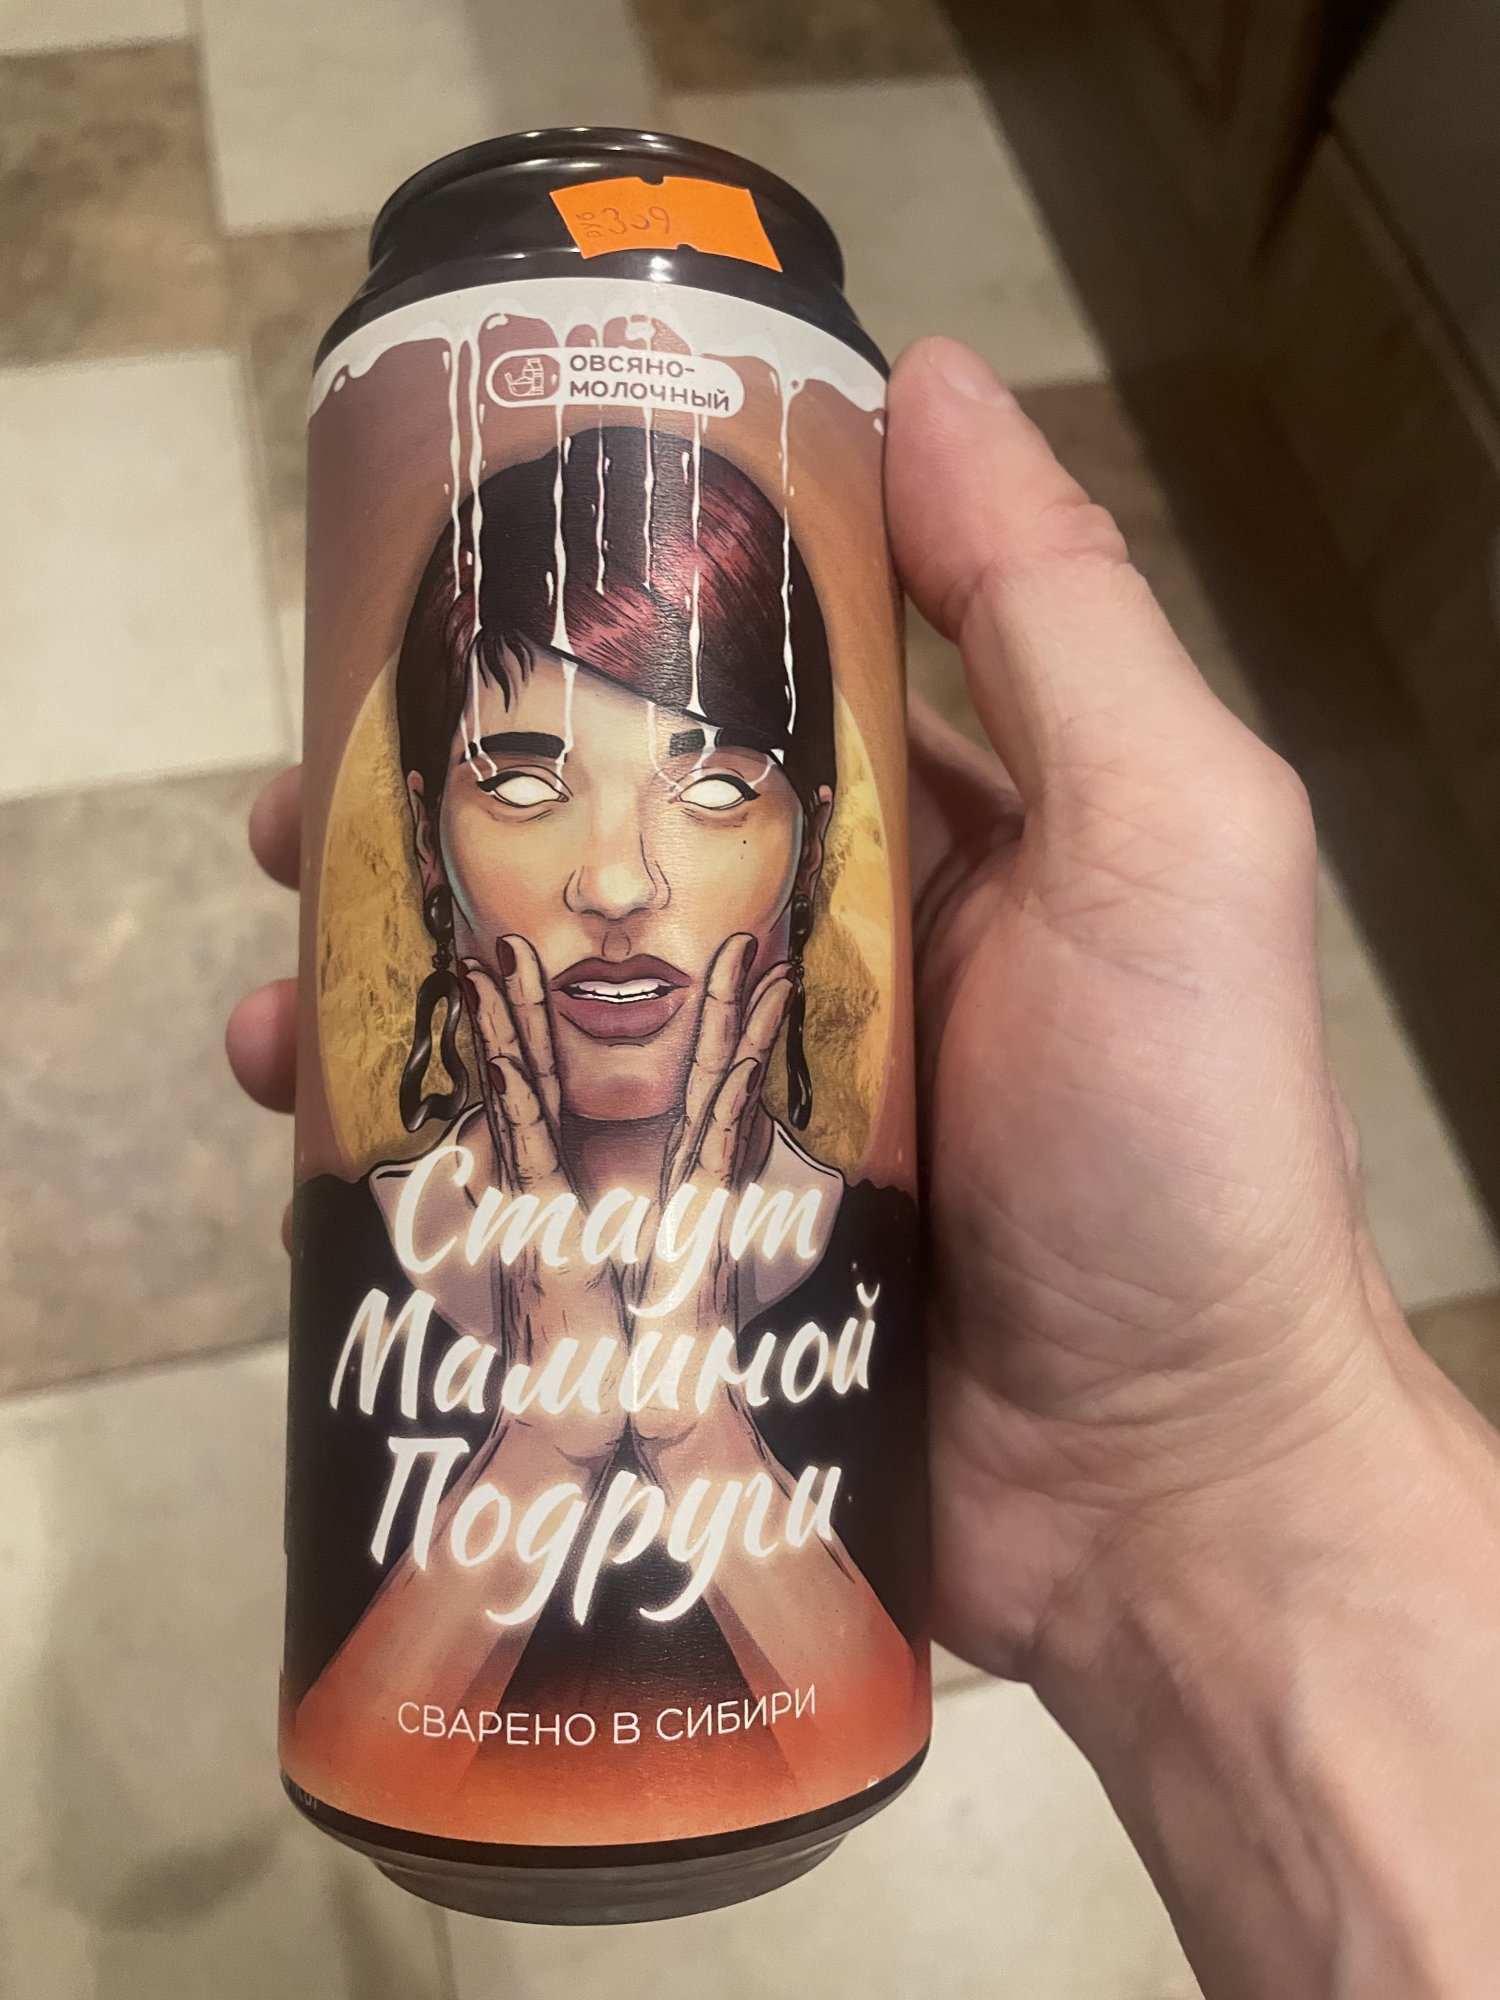 309
ОВСЯНО-
МОЛОЧНЫЙ
Стаут
Маминой
Подруги
СВАРЕНО В СИБИРИ